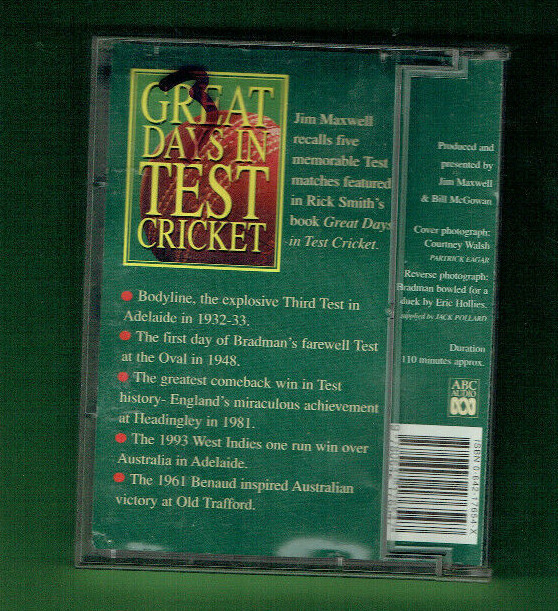 GREAT
DAYS IN
TEST
CRICKET
Jim Maxwell
recalls five
memorable Test
matches featured
in Rick Smith's
book Great Days
in Test Cricket.
Bodyline, the explosive Third Test in
Adelaide in 1932-33.
The first day of Bradman's farewell Test
at the Oval in 1948.
The greatest comeback win in Test
history- England's miraculous achievement
at Headingley in 1981.
The 1993 West Indies one run win over
Australia in Adelaide.
The 1961 Benaud inspired Australian
victory at Old Trafford.
Produced and
presented by
Jim Maxwell
& Bill McGowan
Cover photograph:
Courtney Walsh
PARTRICK EAGAR
Reverse photograph:
Bradman bowled for a
duck by Eric Hollies.
supplied by JACK POLLARD
Duration
110 minutes approx.
ABC
AUDIO
ISBN 0-642-17654-X